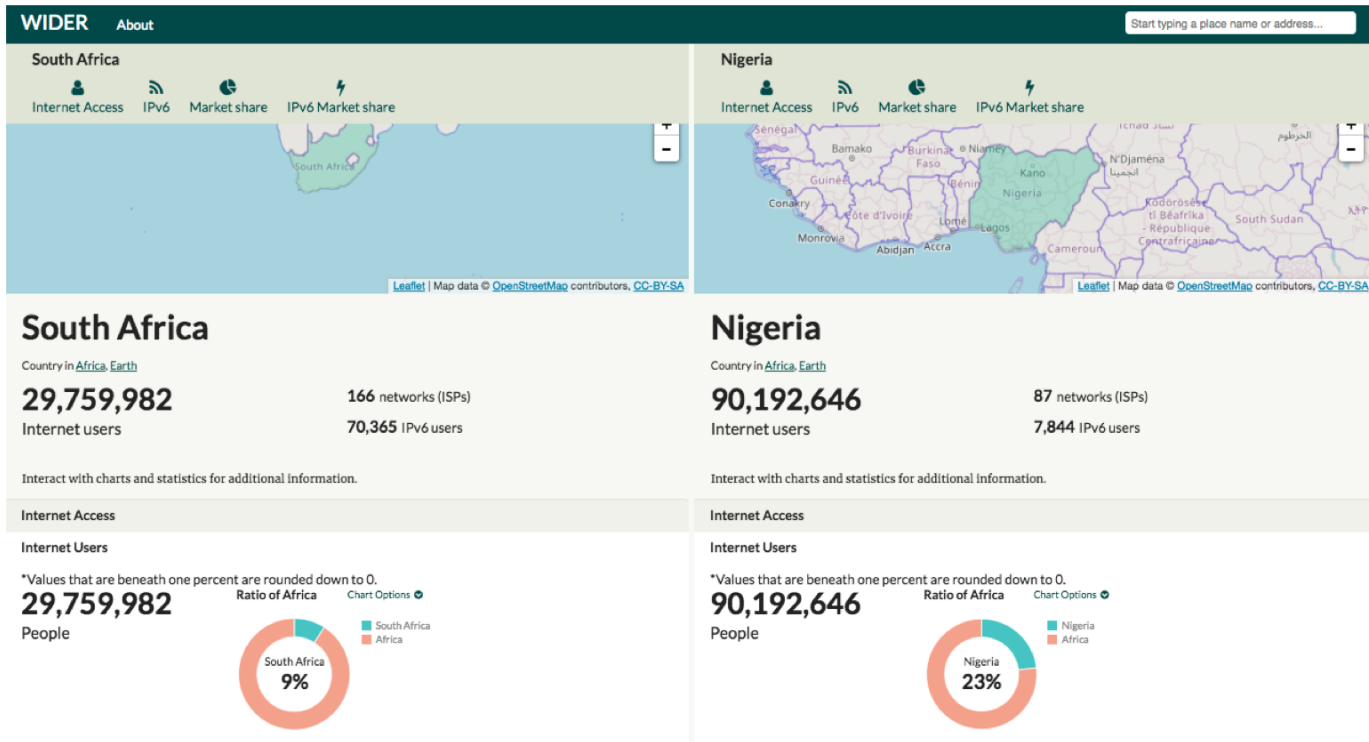 WIDER About
Start typing a place name or address...
South Africa
Internet Access IPv6 Market share IPv6 Market share
+
-
South Africa
Leaflet | Map data © OpenStreetMap contributors, CC-BY-SA
South Africa
Country in Africa, Earth
29,759,982
Internet users
166 networks (ISPs)
70,365 IPv6 users
Interact with charts and statistics for additional information.
Internet Access
Internet Users
*Values that are beneath one percent are rounded down to 0.
29,759,982
People
Ratio of Africa
Chart Options
South Africa
Africa
South Africa
9%
Nigeria
Internet Access IPv6 Market share IPv6 Market share
+
-
Sénégal
Bamako
Burkina
Faso
Niamey
Tchad تشاد
الخرطوم
N'Djaména
انجمينا
Guinée
Bénin
Kano
Nigeria
Conakry
Côte d'Ivoire
Lomé
Lagos
Ködörösêse
tî Bêafrîka
- République
Centrafricaine
South Sudan
Monrovia
Abidjan
Accra
Cameroun
Leaflet | Map data © OpenStreetMap contributors, CC-BY-SA
Nigeria
Country in Africa, Earth
90,192,646
Internet users
87 networks (ISPs)
7,844 IPv6 users
Interact with charts and statistics for additional information.
Internet Access
Internet Users
*Values that are beneath one percent are rounded down to 0.
90,192,646
People
Ratio of Africa
Chart Options
Nigeria
Africa
Nigeria
23%